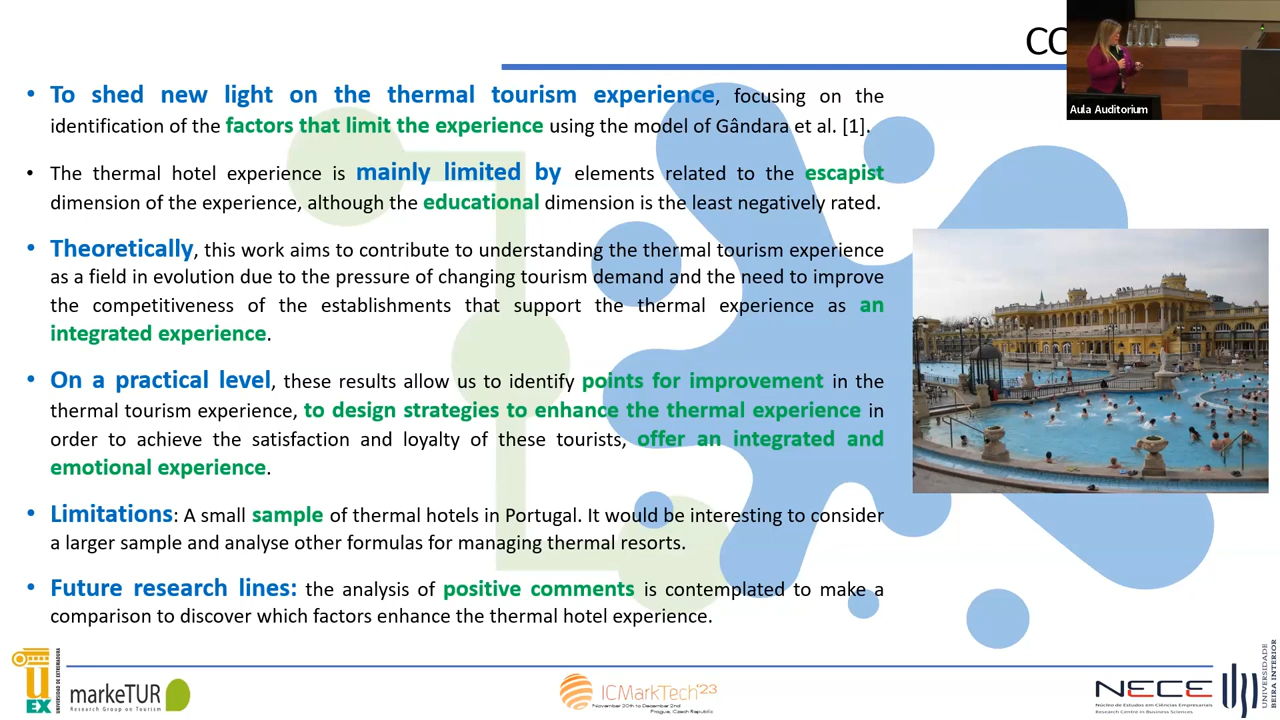 CO
Aula Auditorium
• To shed new light on the thermal tourism experience, focusing on the
identification of the factors that limit the experience using the model of Gândara et al. [1].
• The thermal hotel experience is mainly limited by elements related to the escapist
dimension of the experience, although the educational dimension is the least negatively rated.
• Theoretically, this work aims to contribute to understanding the thermal tourism experience
as a field in evolution due to the pressure of changing tourism demand and the need to improve
the competitiveness of the establishments that support the thermal experience as an
integrated experience.
• On a practical level, these results allow us to identify points for improvement in the
thermal tourism experience, to design strategies to enhance the thermal experience in
order to achieve the satisfaction and loyalty of these tourists, offer an integrated and
emotional experience.
• Limitations: A small sample of thermal hotels in Portugal. It would be interesting to consider
a larger sample and analyse other formulas for managing thermal resorts.
• Future research lines: the analysis of positive comments is contemplated to make a
comparison to discover which factors enhance the thermal hotel experience.
UEX
UNIVERSIDAD DE EXTREMADURA
markeTUR
Research Group on Tourism
ICMarkTech'23
November 30th to December 2nd
Prague, Czech Republic
NECE
Núcleo de Estudos em Ciências Empresariais
Research Centre in Business Sciences
UNIVERSIDADE
BEIRA INTERIOR